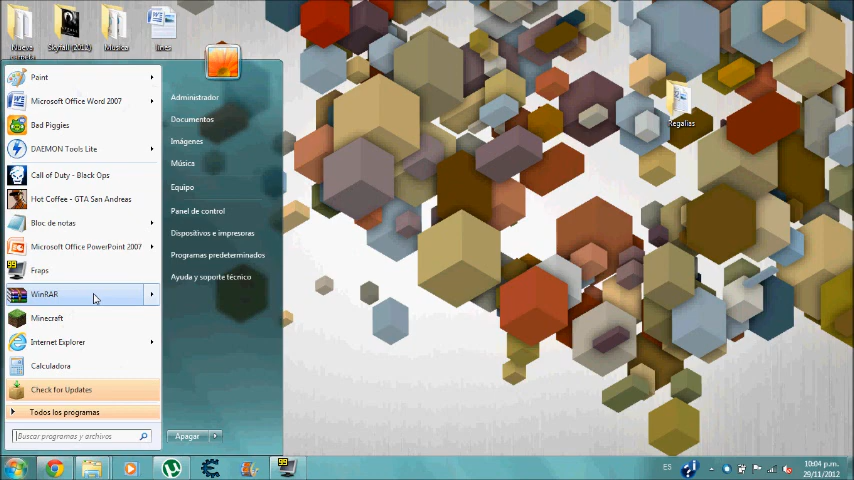 Nueva
carpeta
Skyfall (2012)
Musica
lines
Regalias
Paint
Microsoft Office Word 2007
Bad Piggies
DAEMON Tools Lite
Call of Duty - Black Ops
Hot Coffee - GTA San Andreas
Bloc de notas
Microsoft Office PowerPoint 2007
Fraps
WinRAR
Minecraft
Internet Explorer
Calculadora
Check for Updates
Todos los programas
Buscar programas y archivos
Administrador
Documentos
Imágenes
Música
Equipo
Panel de control
Dispositivos e impresoras
Programas predeterminados
Ayuda y soporte técnico
Apagar
99
ES
10:04 p.m.
29/11/2012